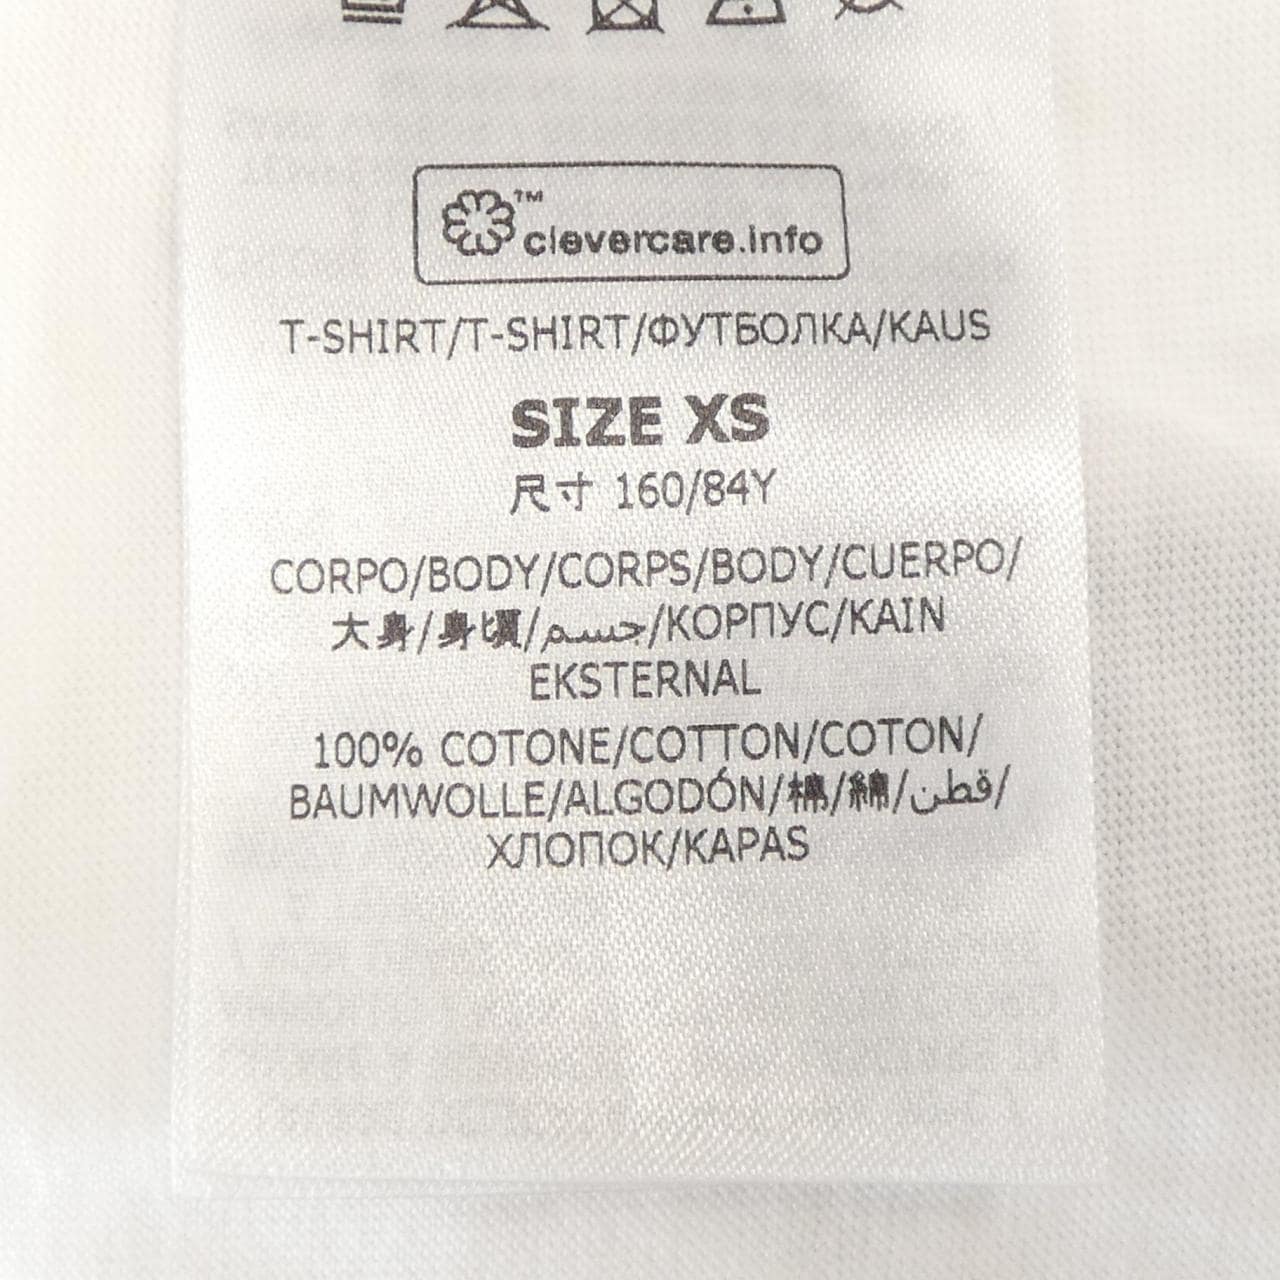 ™
clevercare.info
T-SHIRT/T-SHIRT/ФУТБОЛКА/KAUS
SIZE XS
尺寸 160/84Y
CORPO/BODY/CORPS/BODY/CUERPO/
大身/身頃/جسم/КОРПУС/KAIN
EKSTERNAL
100% COTONE/COTTON/COTON/
BAUMWOLLE/ALGODÓN/棉/綿/قطن/
ХЛОПОК/KAPAS